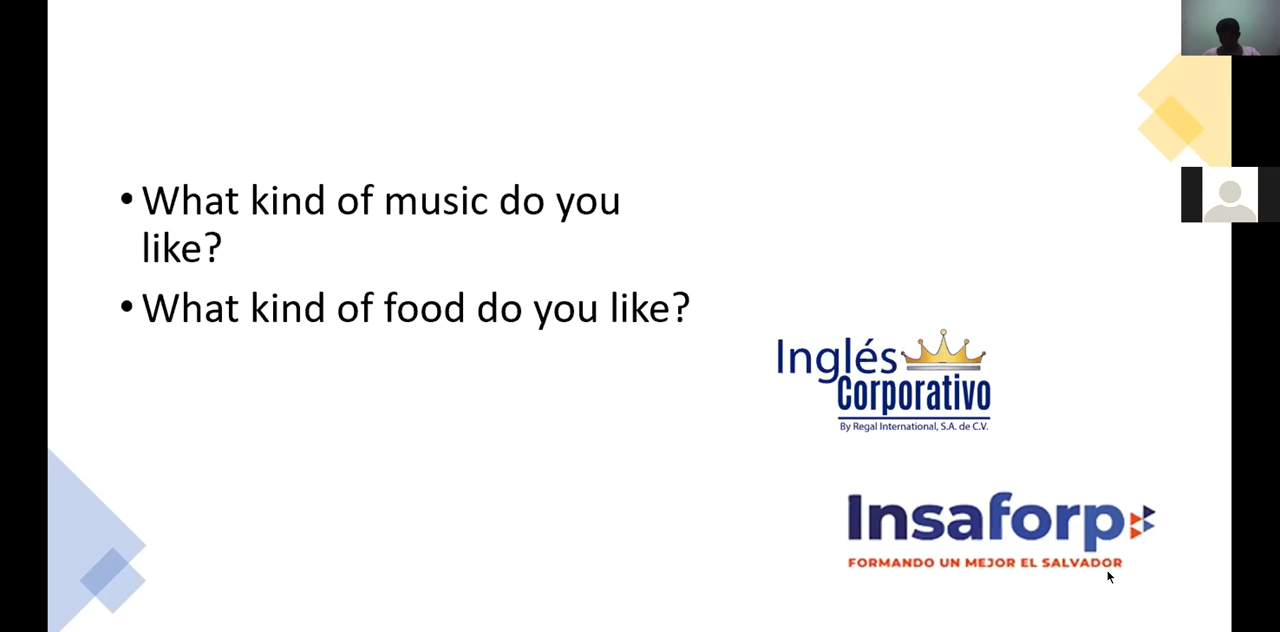 • What kind of music do you
like?
• What kind of food do you like?
Inglés
Corporativo
By Regal International, S.A. de C.V.
Insaforp
FORMANDO UN MEJOR EL SALVADOR